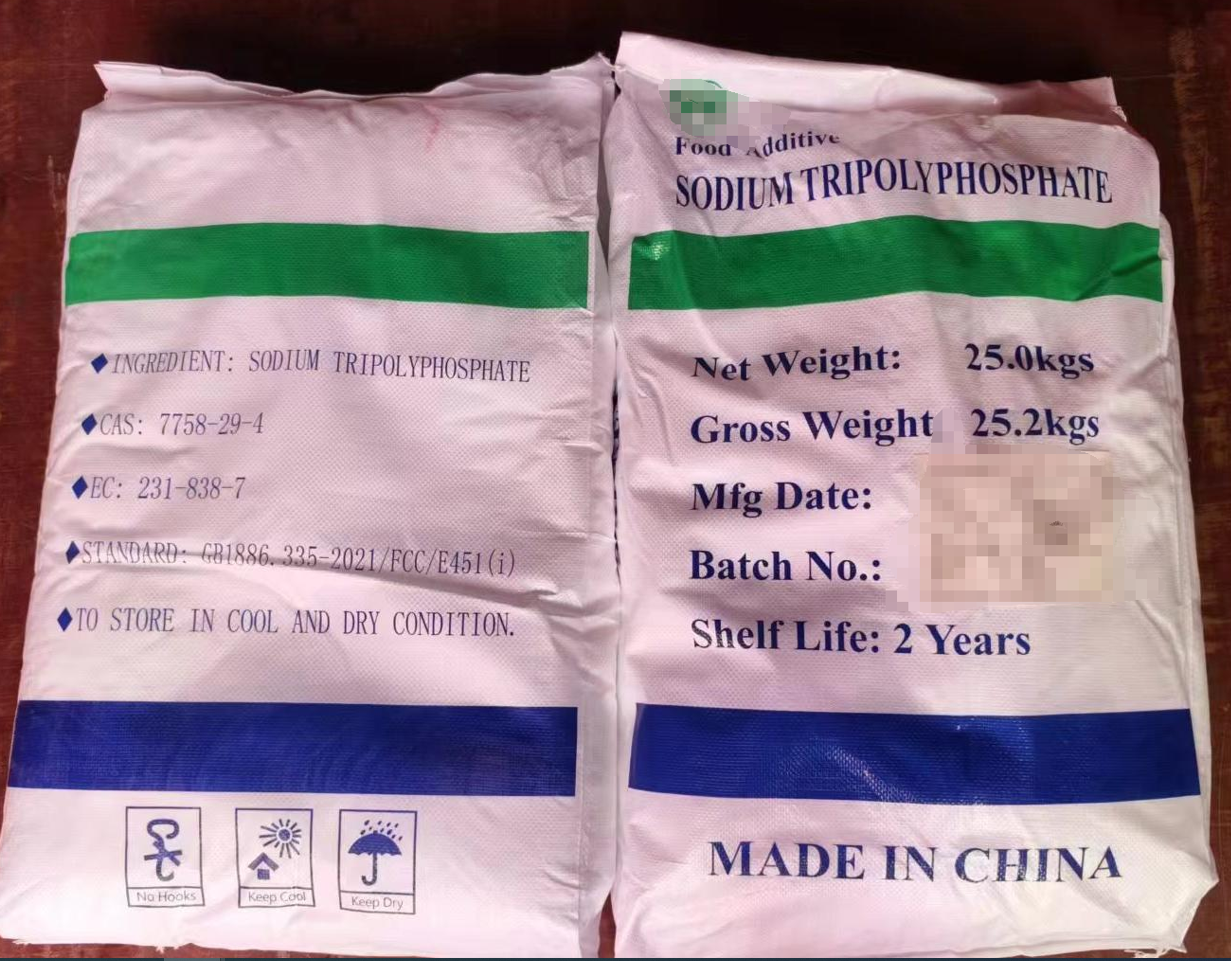 ◆INGREDIENT: SODIUM TRIPOLYPHOSPHATE
◆CAS: 7758-29-4
◆EC: 231-838-7
◆STANDARD: GB1886.335-2021/FCC/E451(i)
◆TO STORE IN COOL AND DRY CONDITION.
No Hooks
Keep Cool
Keep Dry
Food Additive
SODIUM TRIPOLYPHOSPHATE
Net Weight: 25.0kgs
Gross Weight 25.2kgs
Mfg Date:
Batch No.:
Shelf Life: 2 Years
MADE IN CHINA